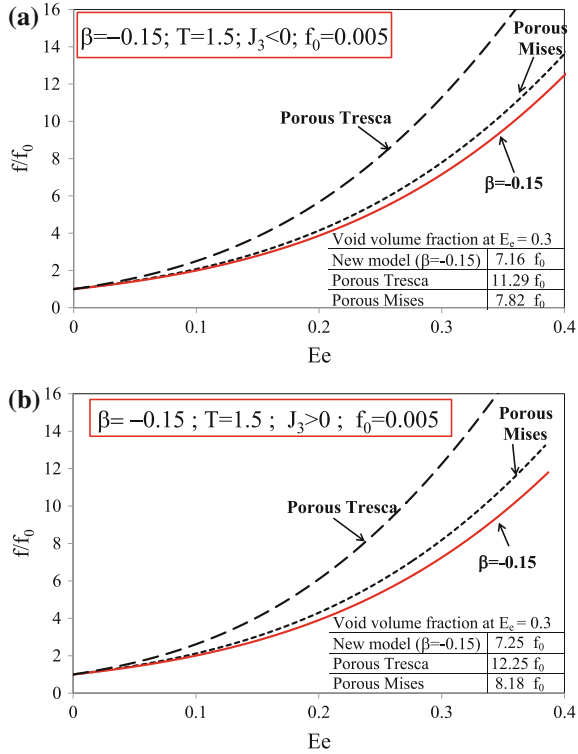 (a)
β=−0.15; T=1.5; J3<0; f0=0.005
Porous
Mises
Porous Tresca
β=-0.15
Void volume fraction at Ee = 0.3
New model (β=-0.15) 7.16 f0
Porous Tresca 11.29 f0
Porous Mises 7.82 f0
f/f0
16
14
12
10
8
6
4
2
0
0 0.1 0.2 0.3 0.4
Ee
(b)
β= −0.15 ; T=1.5 ; J3>0 ; f0=0.005
Porous
Mises
Porous Tresca
β=-0.15
Void volume fraction at Ee = 0.3
New model (β=-0.15) 7.25 f0
Porous Tresca 12.25 f0
Porous Mises 8.18 f0
f/f0
16
14
12
10
8
6
4
2
0
0 0.1 0.2 0.3 0.4
Ee